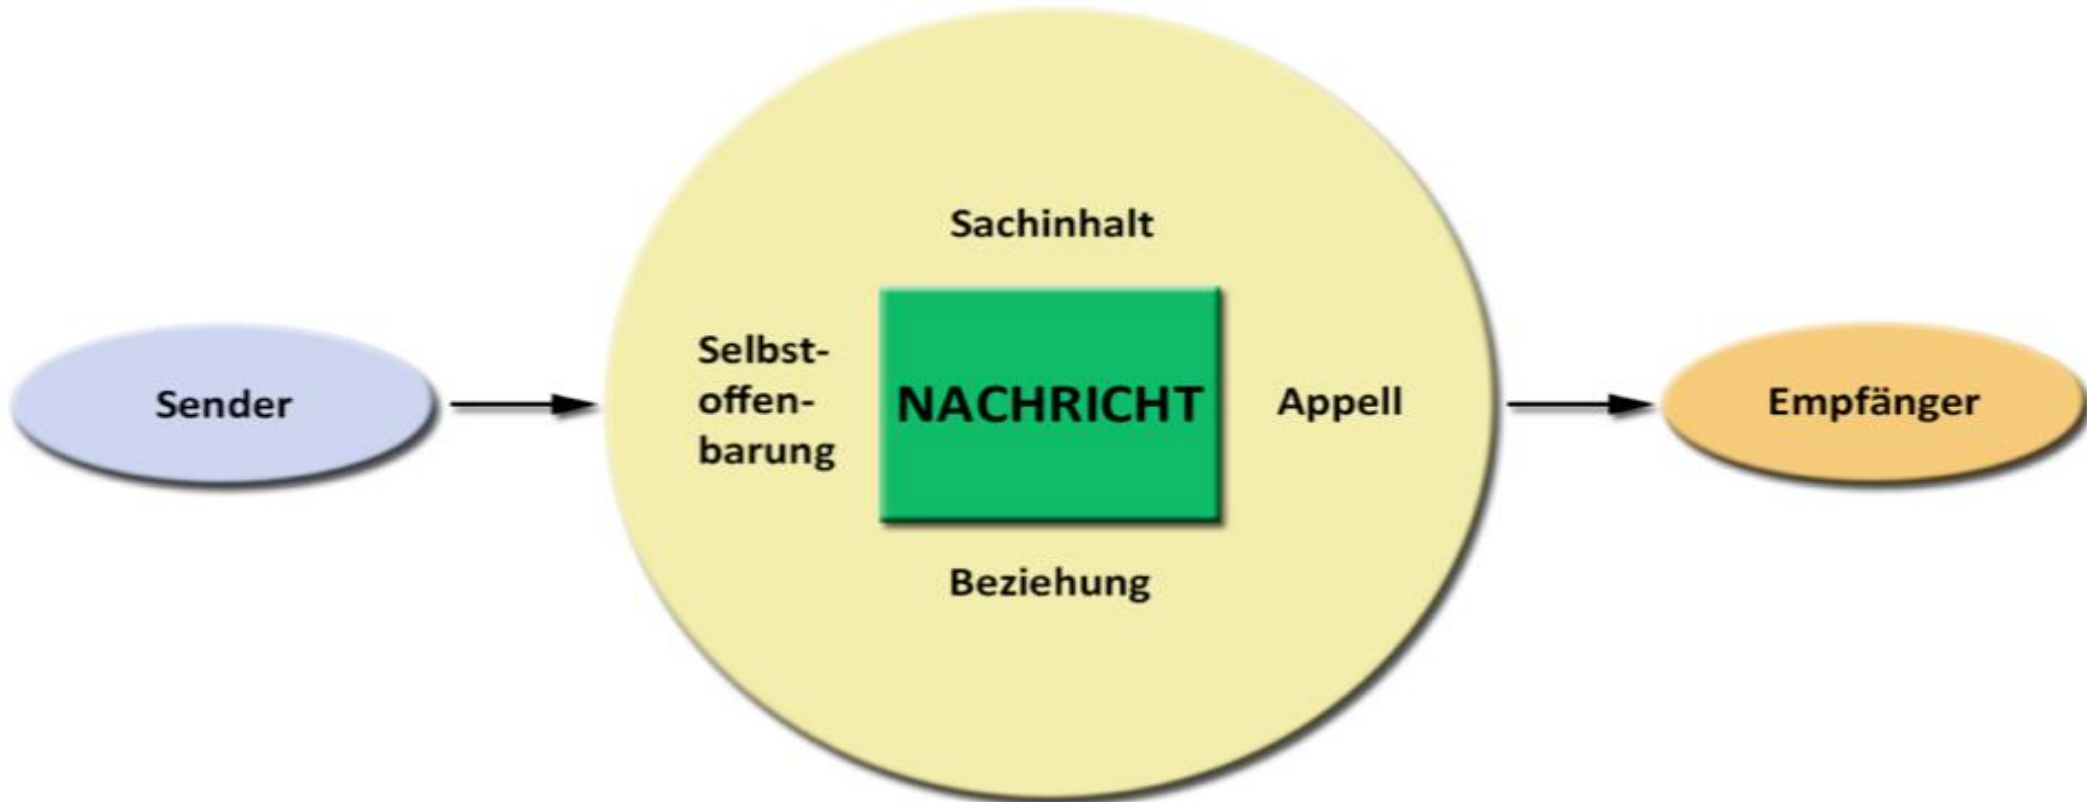 Sachinhalt
Sender
Selbst-
offen-
barung
NACHRICHT
Appell
Empfänger
Beziehung